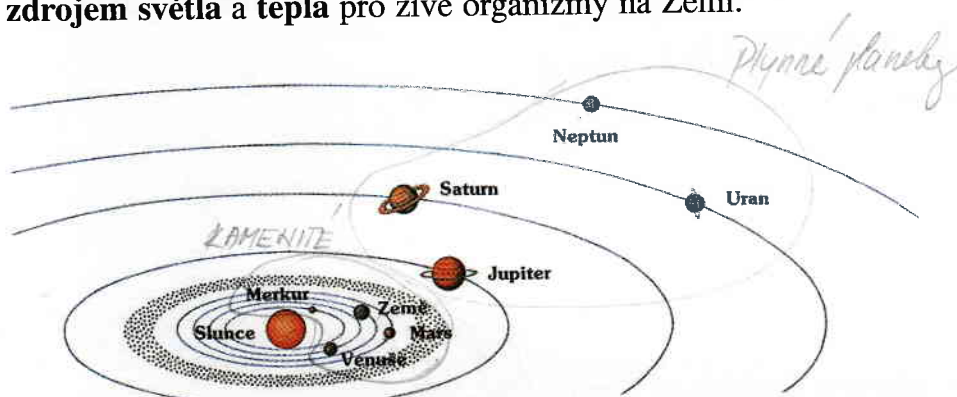 zdrojem světla a tepla pro živé organizmy na Zemi.
Plynné planety
Neptun
Saturn
Uran
KAMENITÉ
Jupiter
Merkur
Země
Slunce
Mars
Venuše